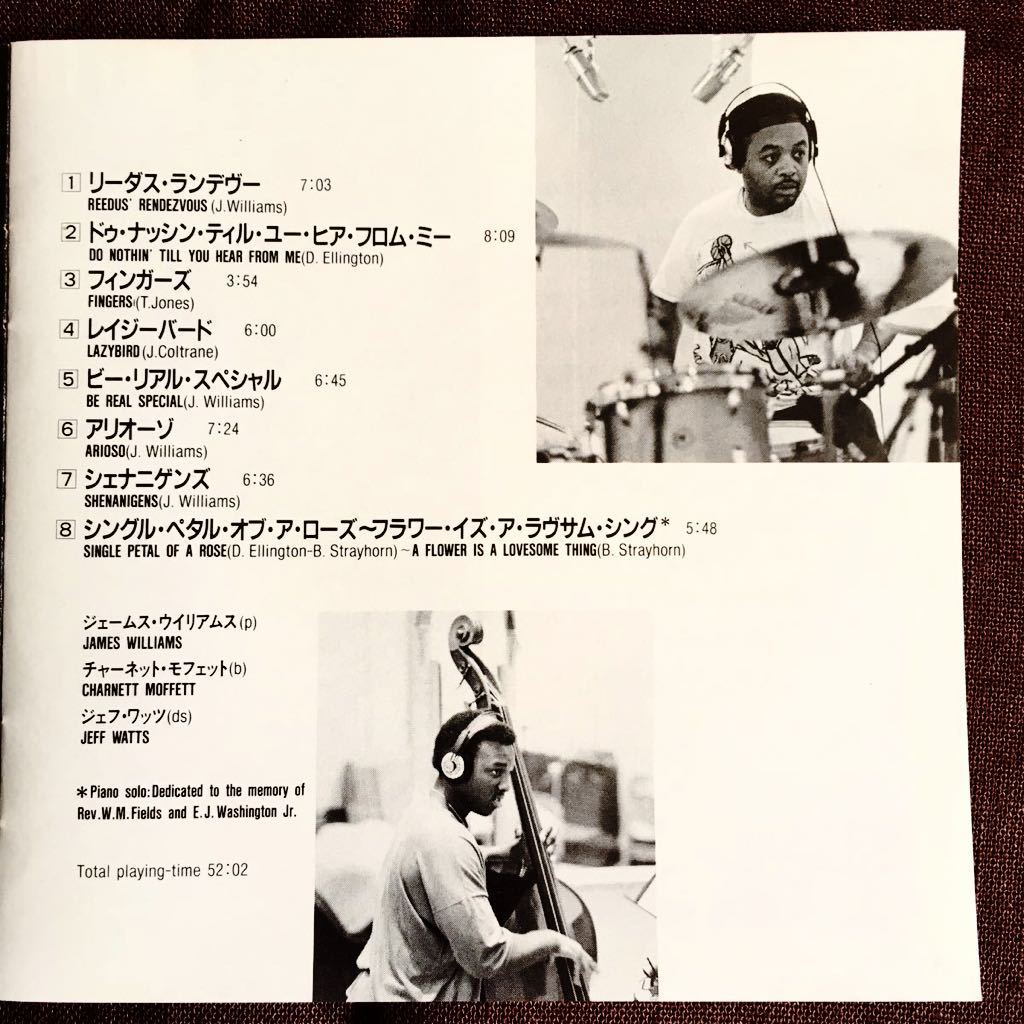 1 リーダス・ランデヴー 7:03
REEDUS' RENDEZVOUS (J.Williams)
2 ドゥ・ナッシン・ティル・ユー・ヒア・フロム・ミー 8:09
DO NOTHIN' TILL YOU HEAR FROM ME(D. Ellington)
3 フィンガーズ 3:54
FINGERS(T.Jones)
4 レイジーバード 6:00
LAZYBIRD(J.Coltrane)
5 ビー・リアル・スペシャル 6:45
BE REAL SPECIAL(J. Williams)
6 アリオーゾ 7:24
ARIOSO(J. Williams)
7 シェナニゲンズ 6:36
SHENANIGENS(J. Williams)
8 シングル・ペタル・オブ・ア・ローズ〜フラワー・イズ・ア・ラヴサム・シング* 5:48
SINGLE PETAL OF A ROSE(D. Ellington-B. Strayhorn)~A FLOWER IS A LOVESOME THING(B. Strayhorn)
ジェームス・ウイリアムス(p)
JAMES WILLIAMS
チャーネット・モフェット(b)
CHARNETT MOFFETT
ジェフ・ワッツ(ds)
JEFF WATTS
*Piano solo:Dedicated to the memory of
Rev.W.M.Fields and E.J.Washington Jr.
Total playing-time 52:02